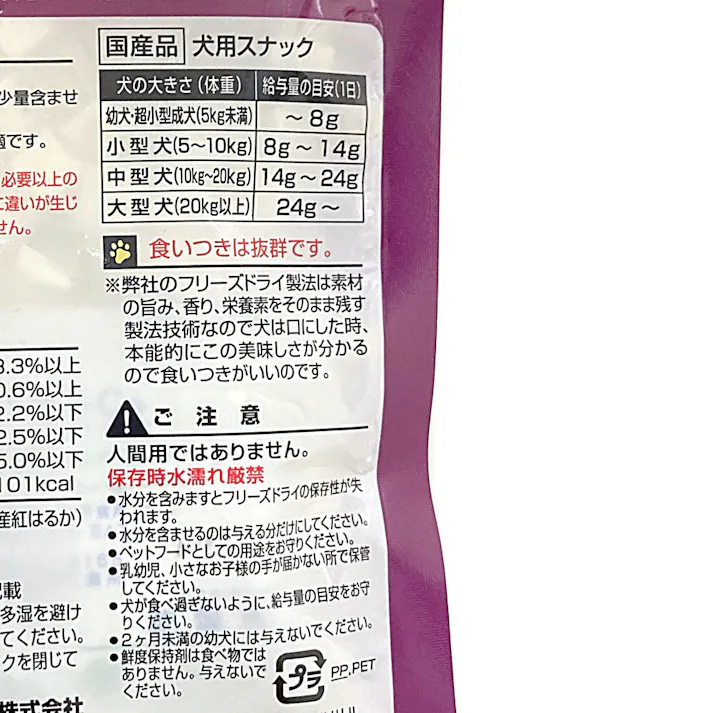 国産品 犬用スナック
犬の大きさ(体重) 給与量の目安(1日)
幼犬・超小型成犬(5kg未満) ～8g
小型犬(5～10kg) 8g～14g
中型犬(10kg~20kg) 14g～24g
大型犬(20kg以上) 24g～
食いつきは抜群です。
※弊社のフリーズドライ製法は素材
の旨み、香り、栄養素をそのまま残す
製法技術なので犬は口にした時、
本能的にこの美味しさが分かる
ので食いつきがいいのです。
ご注意
人間用ではありません。
保存時水濡れ厳禁
●水分を含みますとフリーズドライの保存性が失
われます。
●水分を含ませるのは与える分だけにしてください。
●ペットフードとしての用途をお守りください。
●乳幼児、小さなお子様の手が届かない所で保管
してください。
●犬が食べ過ぎないように、給与量の目安をお守
りください。
●2ヶ月未満の幼犬には与えないでください。
●鮮度保持剤は食べ物では
ありません。与えないで
ください。
プラ PP,PET
少量含ませ
適です。
必要以上の
に違いが生じ
せん。
3.3%以上
0.6%以上
2.2%以下
2.5%以下
5.0%以下
101kcal
産紅はるか)
記載
多湿を避け
てください。
クを閉じて
株式会社